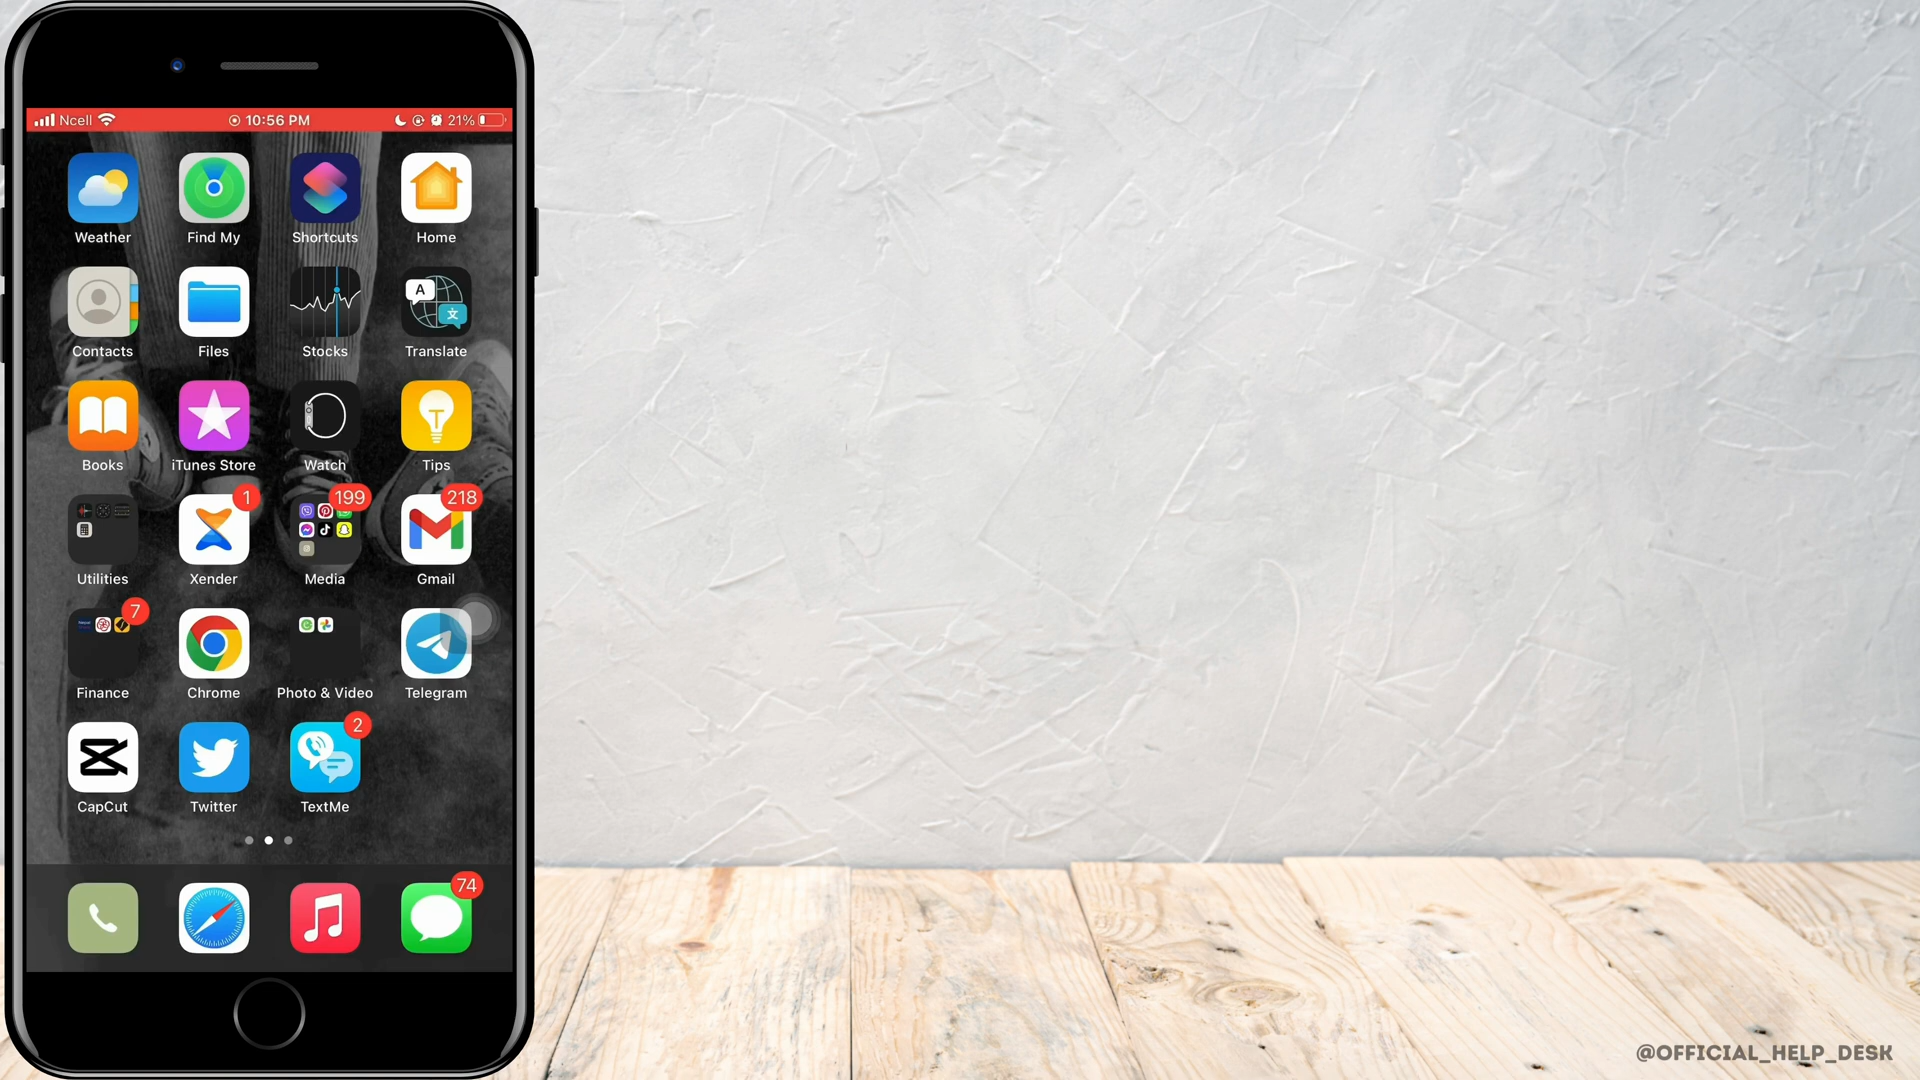 Ncell 10:56 PM 21%
Weather Find My Shortcuts Home
A 文
Contacts Files Stocks Translate
Books iTunes Store Watch Tips
1 199 218
Utilities Xender Media Gmail
7
Finance Chrome Photo & Video Telegram
2
CapCut Twitter TextMe
74
@OFFICIAL_HELP_DESK